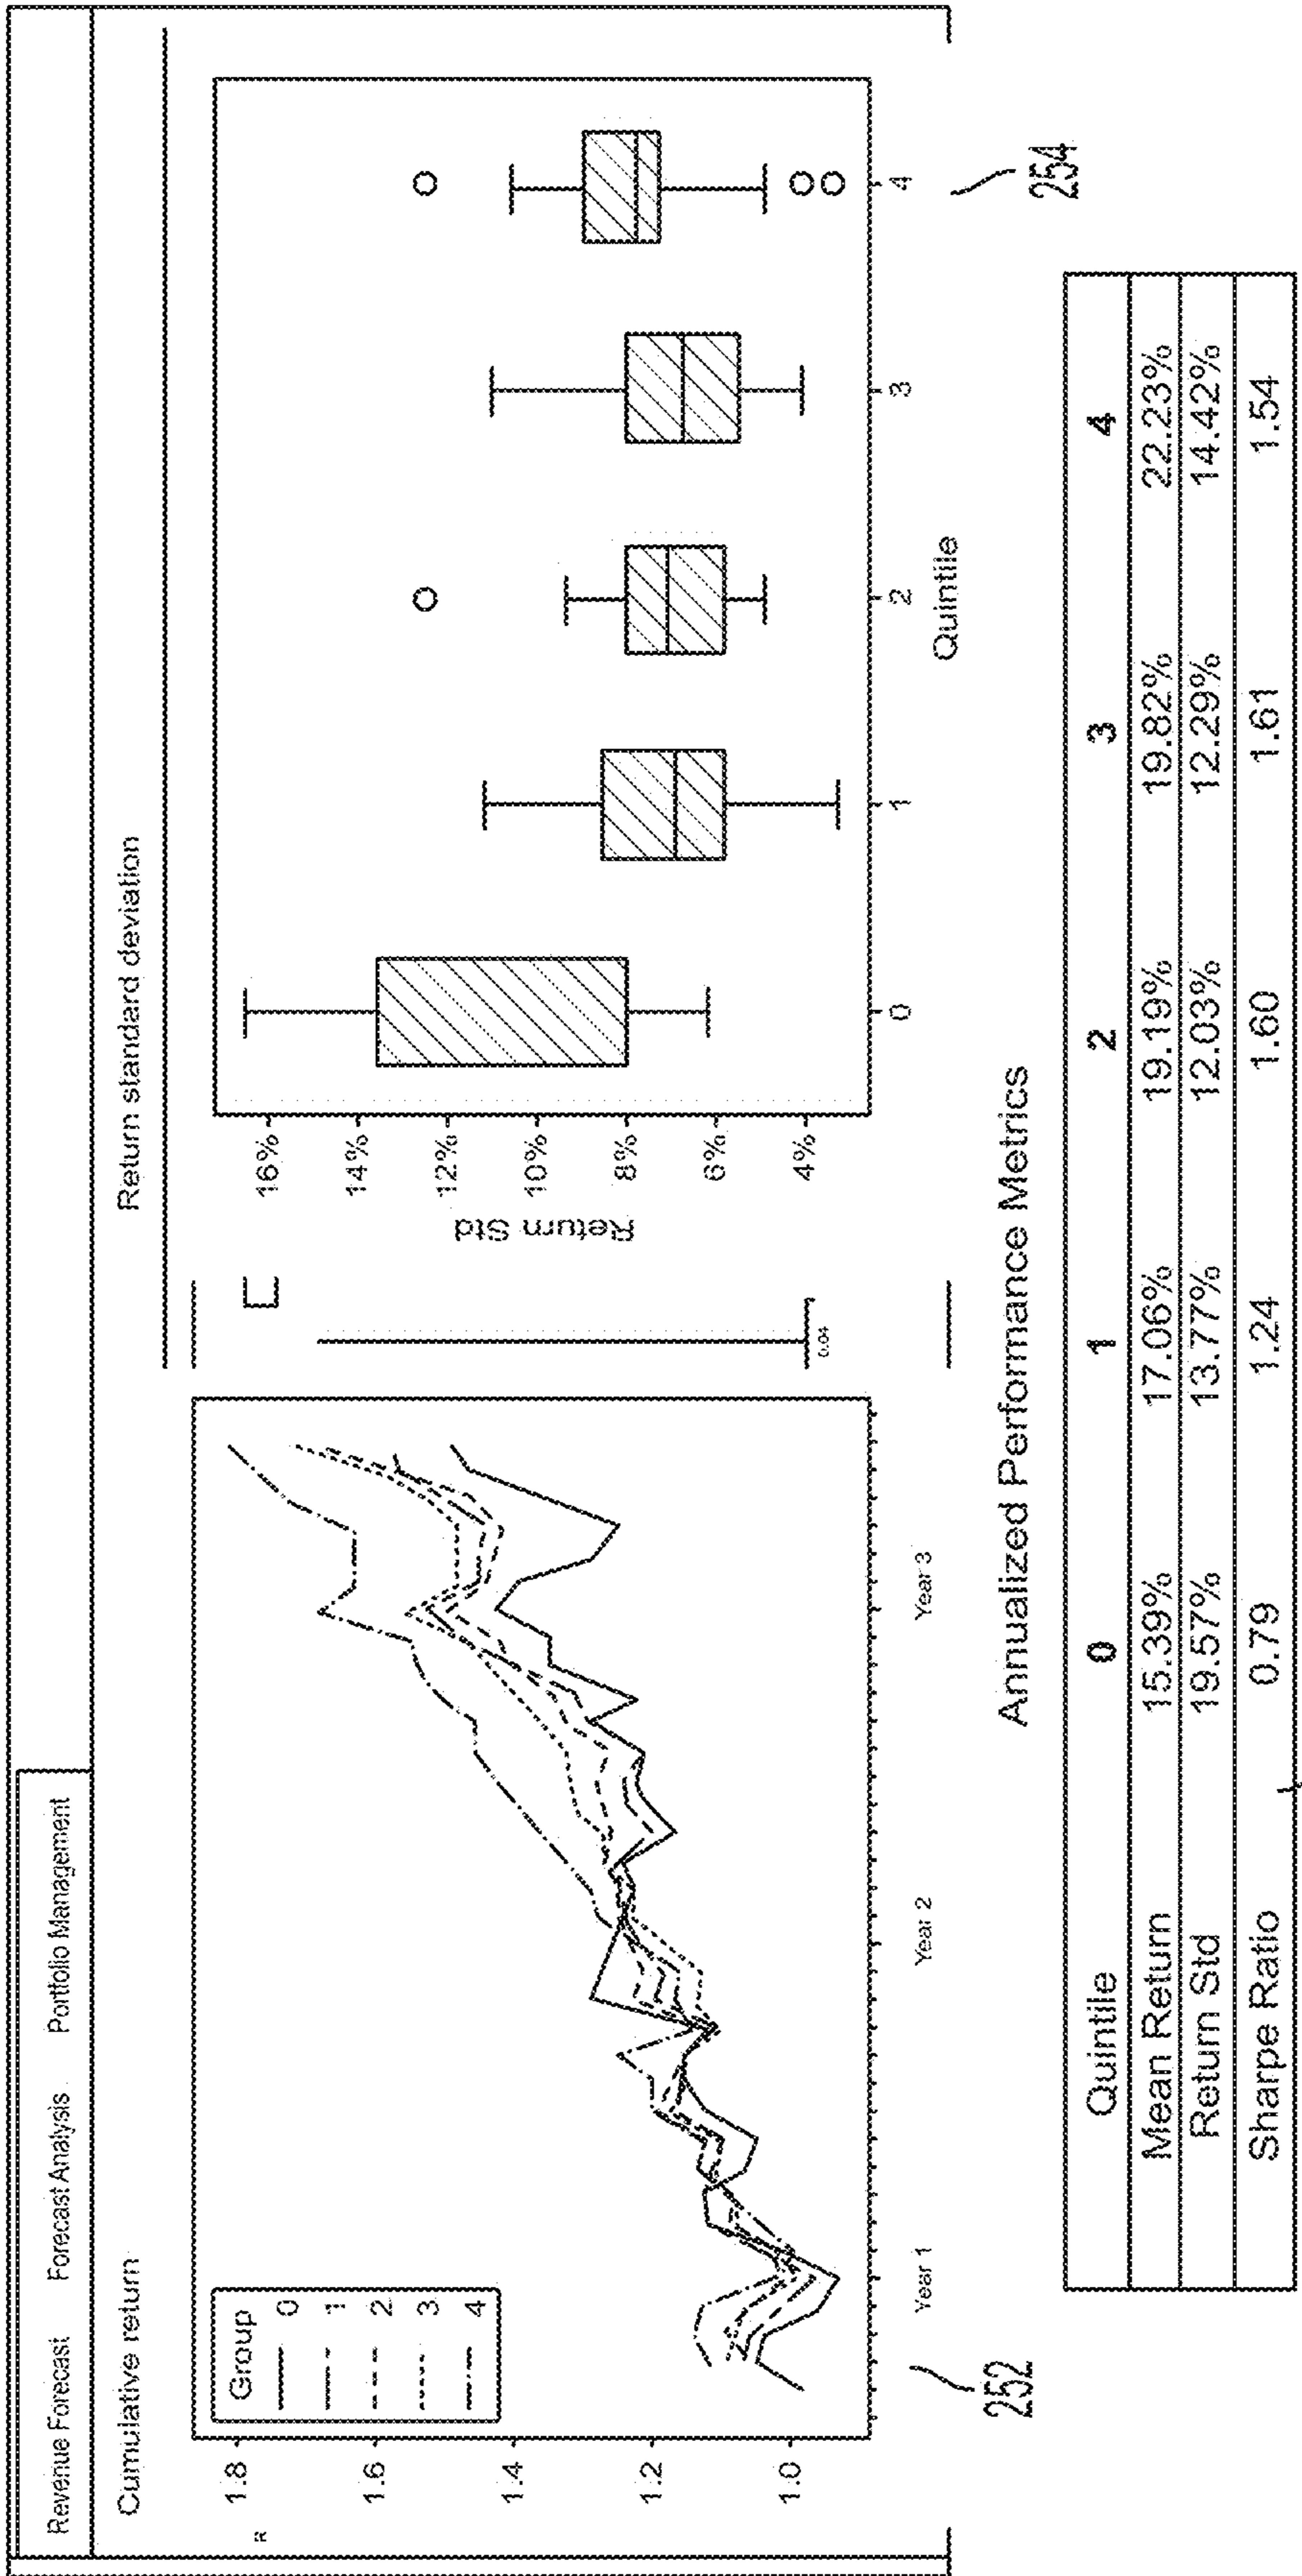 Revenue Forecast Forecast Analysis Portfolio Management
Cumulative return
R
1.8
1.6
1.4
1.2
1.0
Group
0
1
2
3
4
Year 1 Year 2 Year 3
252
0.04
Return standard deviation
Return Std
16%
14%
12%
10%
8%
6%
4%
0 1 2 3 4
Quintile
254
Annualized Performance Metrics
Quintile 0 1 2 3 4
Mean Return 15.39% 17.06% 19.19% 19.82% 22.23%
Return Std 19.57% 13.77% 12.03% 12.29% 14.42%
Sharpe Ratio 0.79 1.24 1.60 1.61 1.54